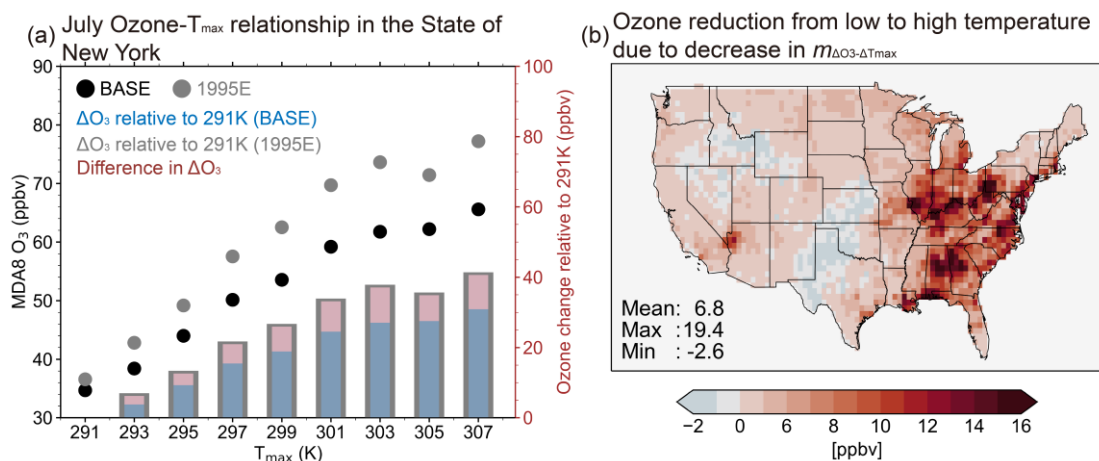 (a) July Ozone-Tmax relationship in the State of
New York
90
80
70
60
50
40
30
MDA8 O3 (ppbv)
BASE 1995E
ΔO3 relative to 291K (BASE)
ΔO3 relative to 291K (1995E)
Difference in ΔO3
100
80
60
40
20
0
Ozone change relative to 291K (ppbv)
291 293 295 297 299 301 303 305 307
Tmax (K)
(b) Ozone reduction from low to high temperature
due to decrease in mΔO3-ΔTmax
Mean: 6.8
Max :19.4
Min : -2.6
−2 0 6 8 10 12 14 16
[ppbv]